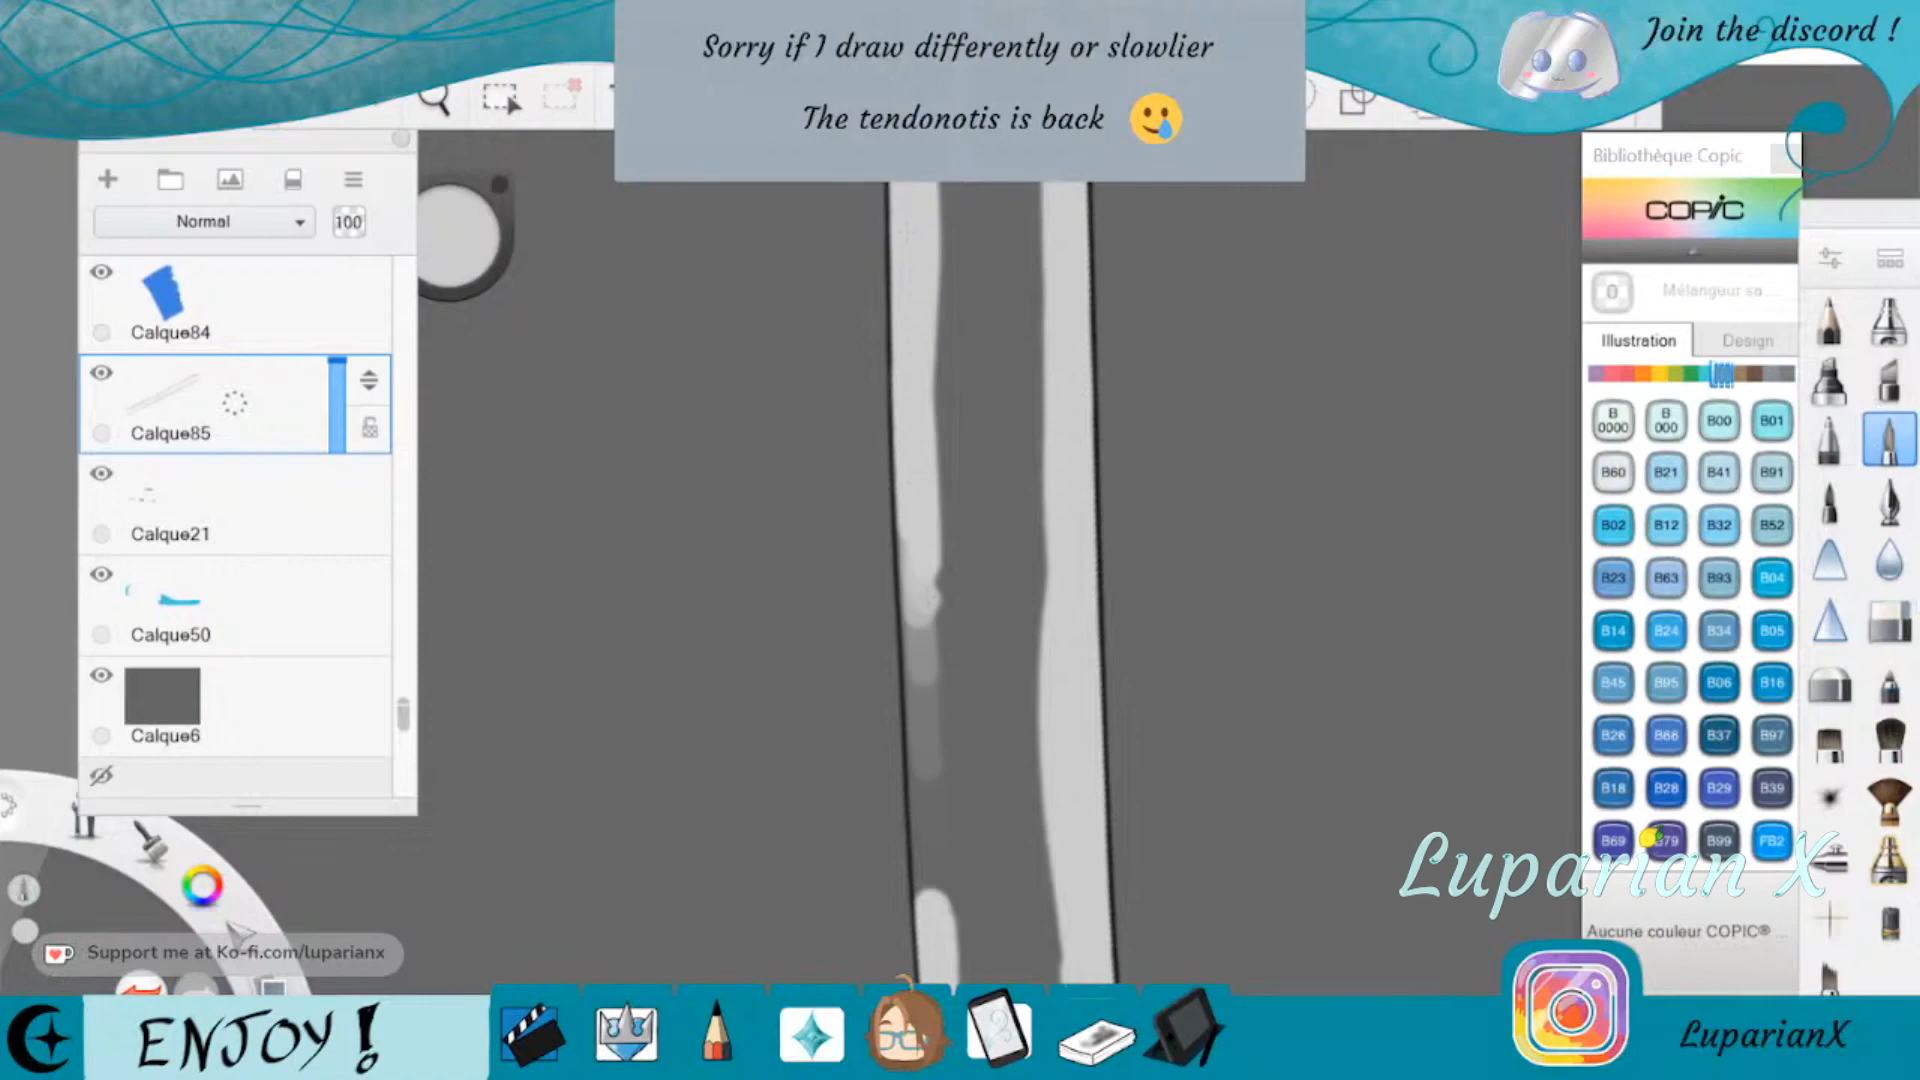 Sorry if I draw differently or slowlier
The tendonotis is back
Join the discord !
Normal
100
Calque84
Calque85
Calque21
Calque50
Calque6
Bibliothèque Copic
COPIC
0
Mélangeur sa...
Illustration
Design
B 0000
B 000
B00
B01
B60
B21
B41
B91
B02
B12
B32
B52
B23
B63
B93
B04
B14
B24
B34
B05
B45
B95
B06
B16
B26
B66
B37
B97
B18
B28
B29
B39
B69
B79
B99
FB2
Luparian X
Aucune couleur COPIC® ...
Support me at Ko-fi.com/luparianx
ENJOY !
LuparianX